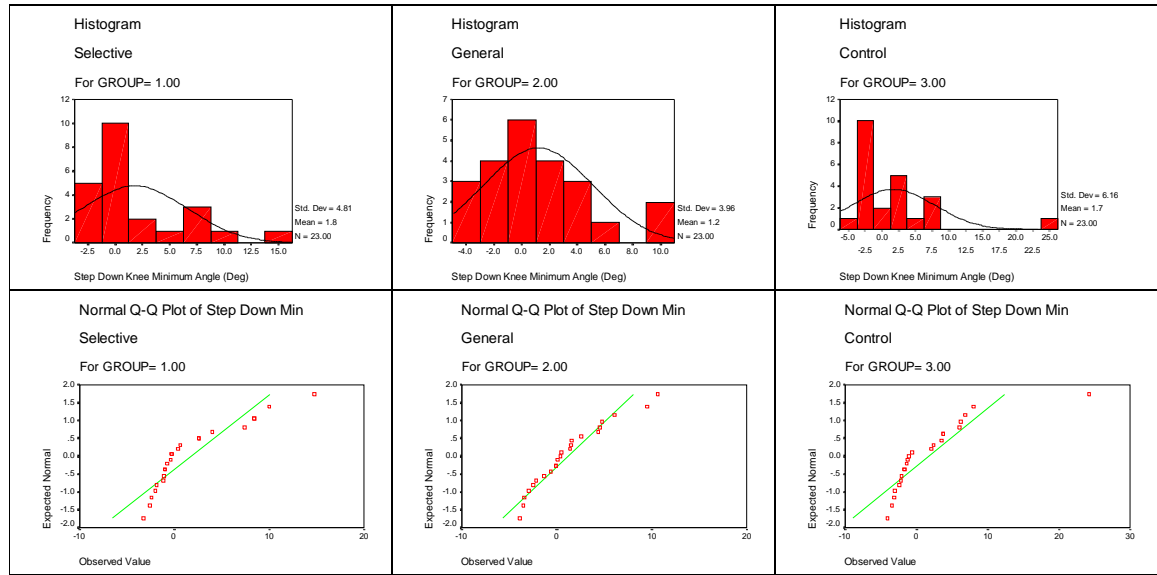 Histogram
Selective
For GROUP= 1.00
12
10
8
6
4
2
0
Frequency
-2.5 0.0 2.5 5.0 7.5 10.0 12.5 15.0
Step Down Knee Minimum Angle (Deg)
Std. Dev = 4.81
Mean = 1.8
N = 23.00
Histogram
General
For GROUP= 2.00
7
6
5
4
3
2
1
0
Frequency
-4.0 -2.0 0.0 2.0 4.0 6.0 8.0 10.0
Step Down Knee Minimum Angle (Deg)
Std. Dev = 3.96
Mean = 1.2
N = 23.00
Histogram
Control
For GROUP= 3.00
12
10
8
6
4
2
0
Frequency
-5.0 0.0 5.0 10.0 15.0 20.0 25.0
-2.5 2.5 7.5 12.5 17.5 22.5
Step Down Knee Minimum Angle (Deg)
Std. Dev = 6.16
Mean = 1.7
N = 23.00
Normal Q-Q Plot of Step Down Min
Selective
For GROUP= 1.00
2.0
1.5
1.0
.5
0.0
-.5
-1.0
-1.5
-2.0
Expected Normal
-10 0 10 20
Observed Value
Normal Q-Q Plot of Step Down Min
General
For GROUP= 2.00
2.0
1.5
1.0
.5
0.0
-.5
-1.0
-1.5
-2.0
Expected Normal
-10 0 10 20
Observed Value
Normal Q-Q Plot of Step Down Min
Control
For GROUP= 3.00
2.0
1.5
1.0
.5
0.0
-.5
-1.0
-1.5
-2.0
Expected Normal
-10 0 10 20 30
Observed Value